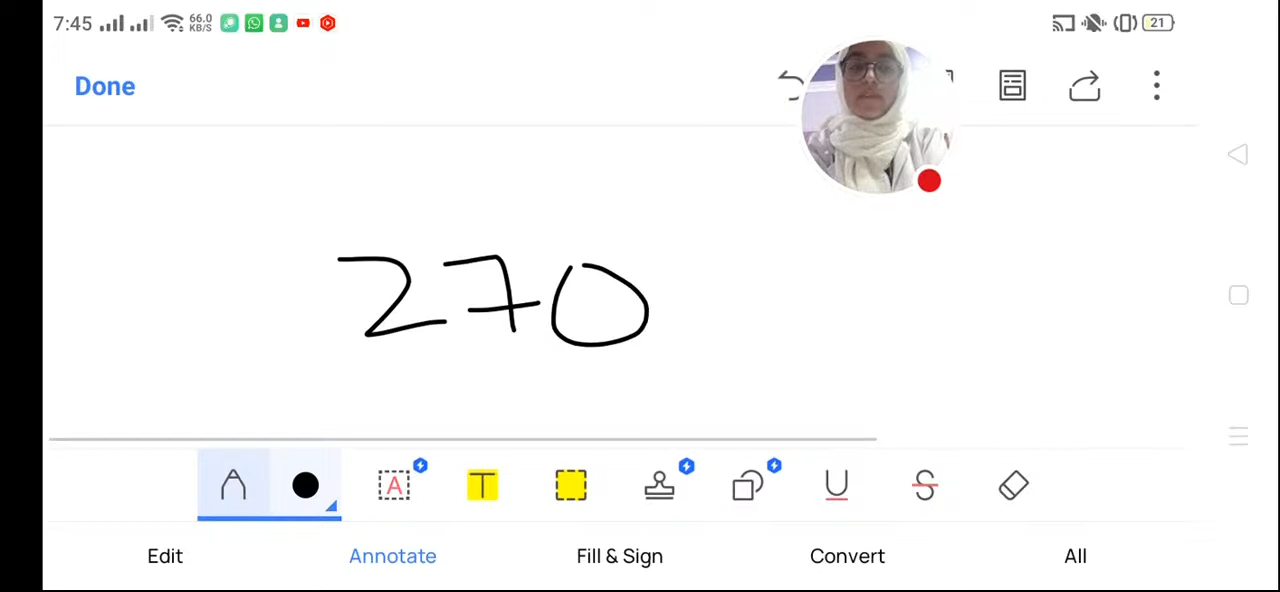 7:45 66.0 KB/S 21
Done
270
A T U S
Edit Annotate Fill & Sign Convert All